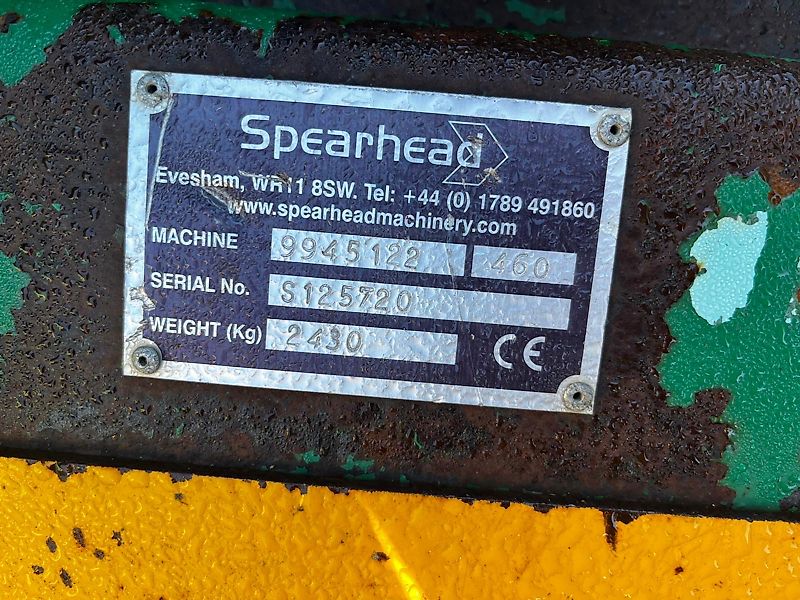 Spearhead
Evesham, WR11 8SW. Tel: +44 (0) 1789 491860
www.spearheadmachinery.com
MACHINE 9945122 460
SERIAL No. S125720
WEIGHT (Kg) 2430
CE